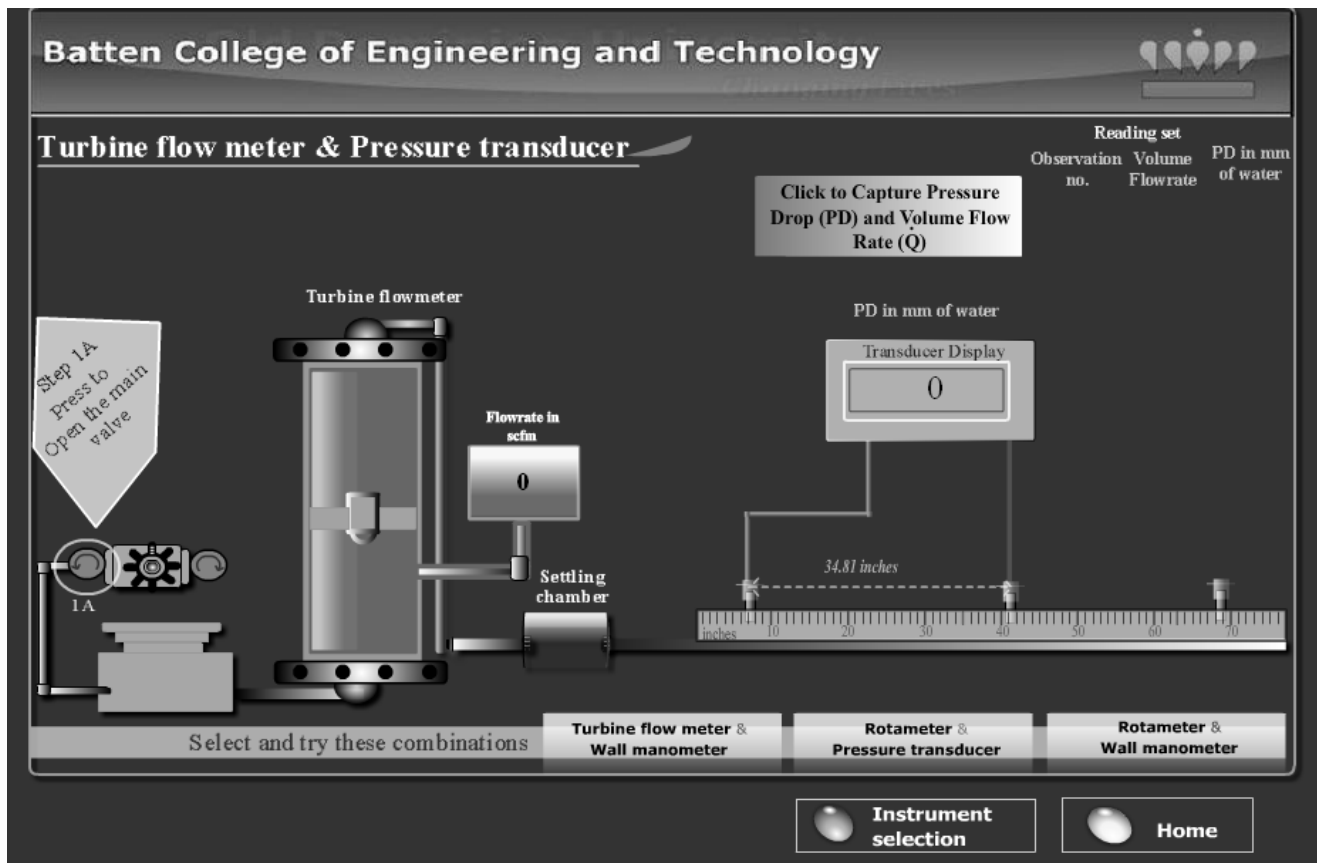 Batten College of Engineering and Technology
Turbine flow meter & Pressure transducer
Reading set
Observation no.
Volume Flowrate
PD in mm of water
Click to Capture Pressure
Drop (PD) and Volume Flow
Rate (Q̇)
Turbine flowmeter
PD in mm of water
Step 1A
Press to
Open the main
valve
Transducer Display
0
Flowrate in
scfm
0
34.81 inches
Settling
chamber
1A
inches 10 20 30 40 50 60 70
Select and try these combinations
Turbine flow meter &
Wall manometer
Rotameter &
Pressure transducer
Rotameter &
Wall manometer
Instrument
selection
Home